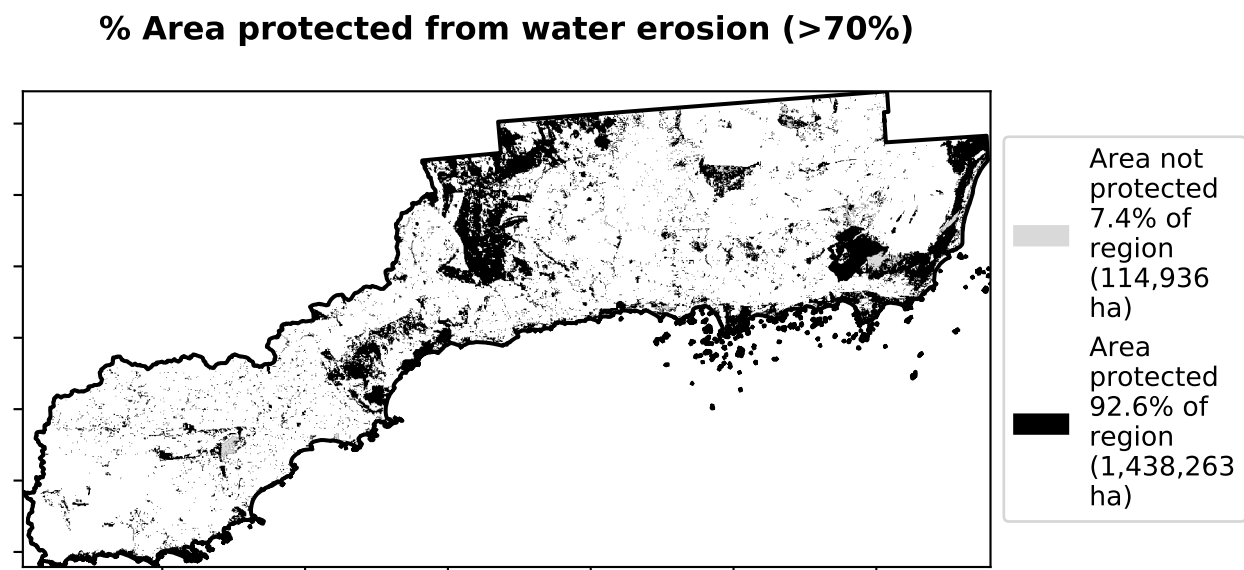 % Area protected from water erosion (>70%)
Area not
protected
7.4% of
region
(114,936
ha)
Area
protected
92.6% of
region
(1,438,263
ha)